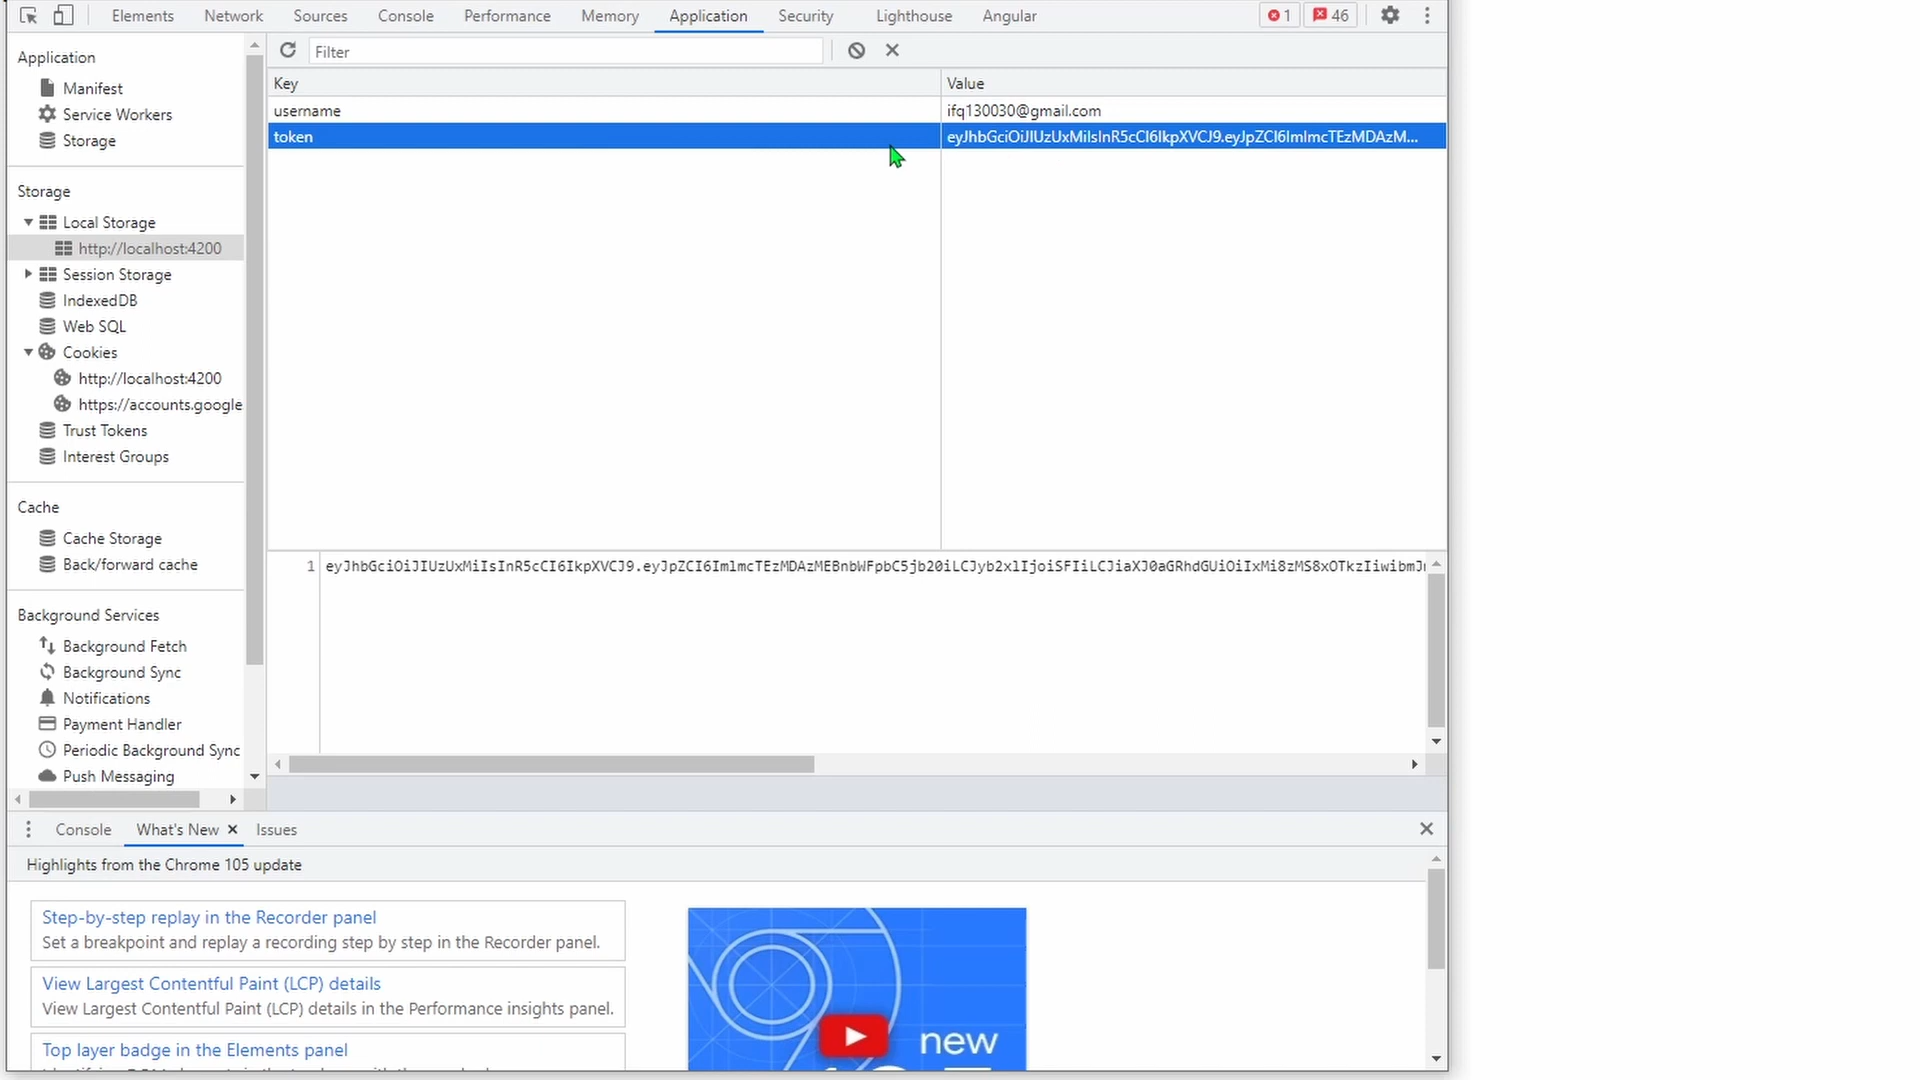 Elements Network Sources Console Performance Memory Application Security Lighthouse Angular 1 46
Filter
Key Value
username ifq130030@gmail.com
token eyJhbGciOiJIUzUxMiIsInR5cCI6IkpXVCJ9.eyJpZCI6ImlmcTEzMDAzM...
Application
Manifest
Service Workers
Storage
Storage
Local Storage
http://localhost:4200
Session Storage
IndexedDB
Web SQL
Cookies
http://localhost:4200
https://accounts.google
Trust Tokens
Interest Groups
Cache
Cache Storage
Back/forward cache
Background Services
Background Fetch
Background Sync
Notifications
Payment Handler
Periodic Background Sync
Push Messaging
1 eyJhbGciOiJIUzUxMiIsInR5cCI6IkpXVCJ9.eyJpZCI6ImlmcTEzMDAzMEBnbWFpbC5jb20iLCJyb2xlIjoiSFIiLCJiaXJ0aGRhdGUiOiIxMi8zMS8xOTkzIiwibmJ
Console What's New Issues
Highlights from the Chrome 105 update
Step-by-step replay in the Recorder panel
Set a breakpoint and replay a recording step by step in the Recorder panel.
View Largest Contentful Paint (LCP) details
View Largest Contentful Paint (LCP) details in the Performance insights panel.
Top layer badge in the Elements panel
new